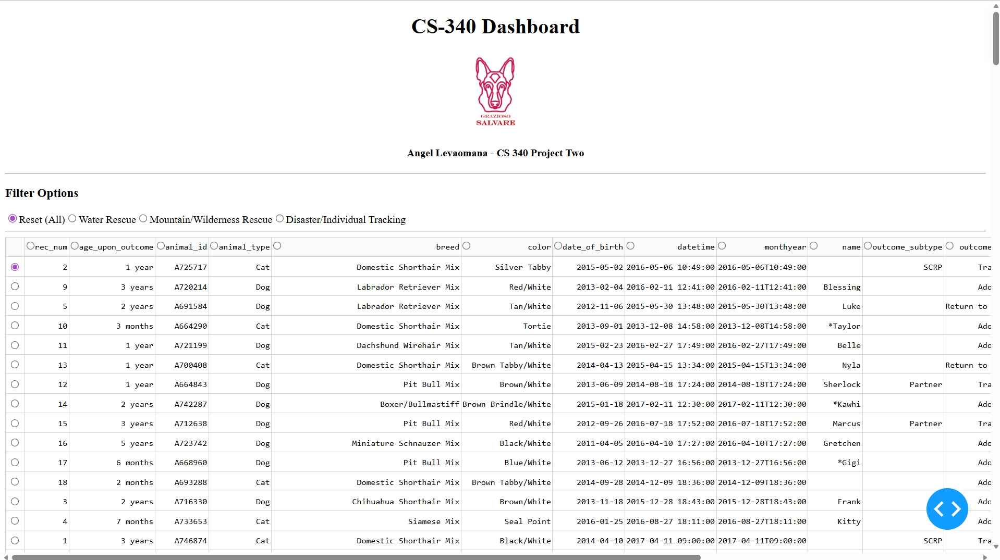 CS-340 Dashboard
GRAZIOSO
SALVARE
Angel Levaomana - CS 340 Project Two
Filter Options
Reset (All) Water Rescue Mountain/Wilderness Rescue Disaster/Individual Tracking
rec_num age_upon_outcome animal_id animal_type breed color date_of_birth datetime monthyear name outcome_subtype outcome
2 1 year A725717 Cat Domestic Shorthair Mix Silver Tabby 2015-05-02 2016-05-06 10:49:00 2016-05-06T10:49:00 SCRP Tra
9 3 years A720214 Dog Labrador Retriever Mix Red/White 2013-02-04 2016-02-11 12:41:00 2016-02-11T12:41:00 Blessing Ado
5 2 years A691584 Dog Labrador Retriever Mix Tan/White 2012-11-06 2015-05-30 13:48:00 2015-05-30T13:48:00 Luke Return to
10 3 months A664290 Cat Domestic Shorthair Mix Tortie 2013-09-01 2013-12-08 14:58:00 2013-12-08T14:58:00 *Taylor Ado
11 1 year A721199 Dog Dachshund Wirehair Mix Tan/White 2015-02-23 2016-02-27 17:49:00 2016-02-27T17:49:00 Belle Ado
13 1 year A700408 Cat Domestic Shorthair Mix Brown Tabby/White 2014-04-13 2015-04-15 13:34:00 2015-04-15T13:34:00 Nyla Return to
12 1 year A664843 Dog Pit Bull Mix Brown/White 2013-06-09 2014-08-18 17:24:00 2014-08-18T17:24:00 Sherlock Partner Tra
14 2 years A742287 Dog Boxer/Bullmastiff Brown Brindle/White 2015-01-18 2017-02-11 12:30:00 2017-02-11T12:30:00 *Kawhi Ado
15 3 years A712638 Dog Pit Bull Mix Red/White 2012-09-26 2016-07-18 17:52:00 2016-07-18T17:52:00 Marcus Partner Tra
16 5 years A723742 Dog Miniature Schnauzer Mix Black/White 2011-04-05 2016-04-10 17:27:00 2016-04-10T17:27:00 Gretchen Ado
17 6 months A668960 Dog Pit Bull Mix Blue/White 2013-06-12 2013-12-27 16:56:00 2013-12-27T16:56:00 *Gigi Ado
18 2 months A693288 Cat Domestic Shorthair Mix Brown Tabby/White 2014-09-28 2014-12-09 18:36:00 2014-12-09T18:36:00 Ado
3 2 years A716330 Dog Chihuahua Shorthair Mix Brown/White 2013-11-18 2015-12-28 18:43:00 2015-12-28T18:43:00 Frank Ado
4 7 months A733653 Cat Siamese Mix Seal Point 2016-01-25 2016-08-27 18:11:00 2016-08-27T18:11:00 Kitty Ado
1 3 years A746874 Cat Domestic Shorthair Mix Black/White 2014-04-10 2017-04-11 09:00:00 2017-04-11T09:00:00 SCRP Tra